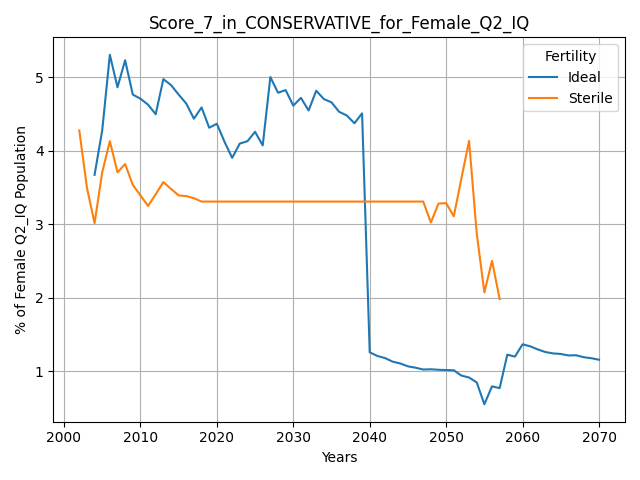 Score_7_in_CONSERVATIVE_for_Female_Q2_IQ
Fertility
Ideal
Sterile
% of Female Q2_IQ Population
5
4
3
2
1
2000 2010 2020 2030 2040 2050 2060 2070
Years